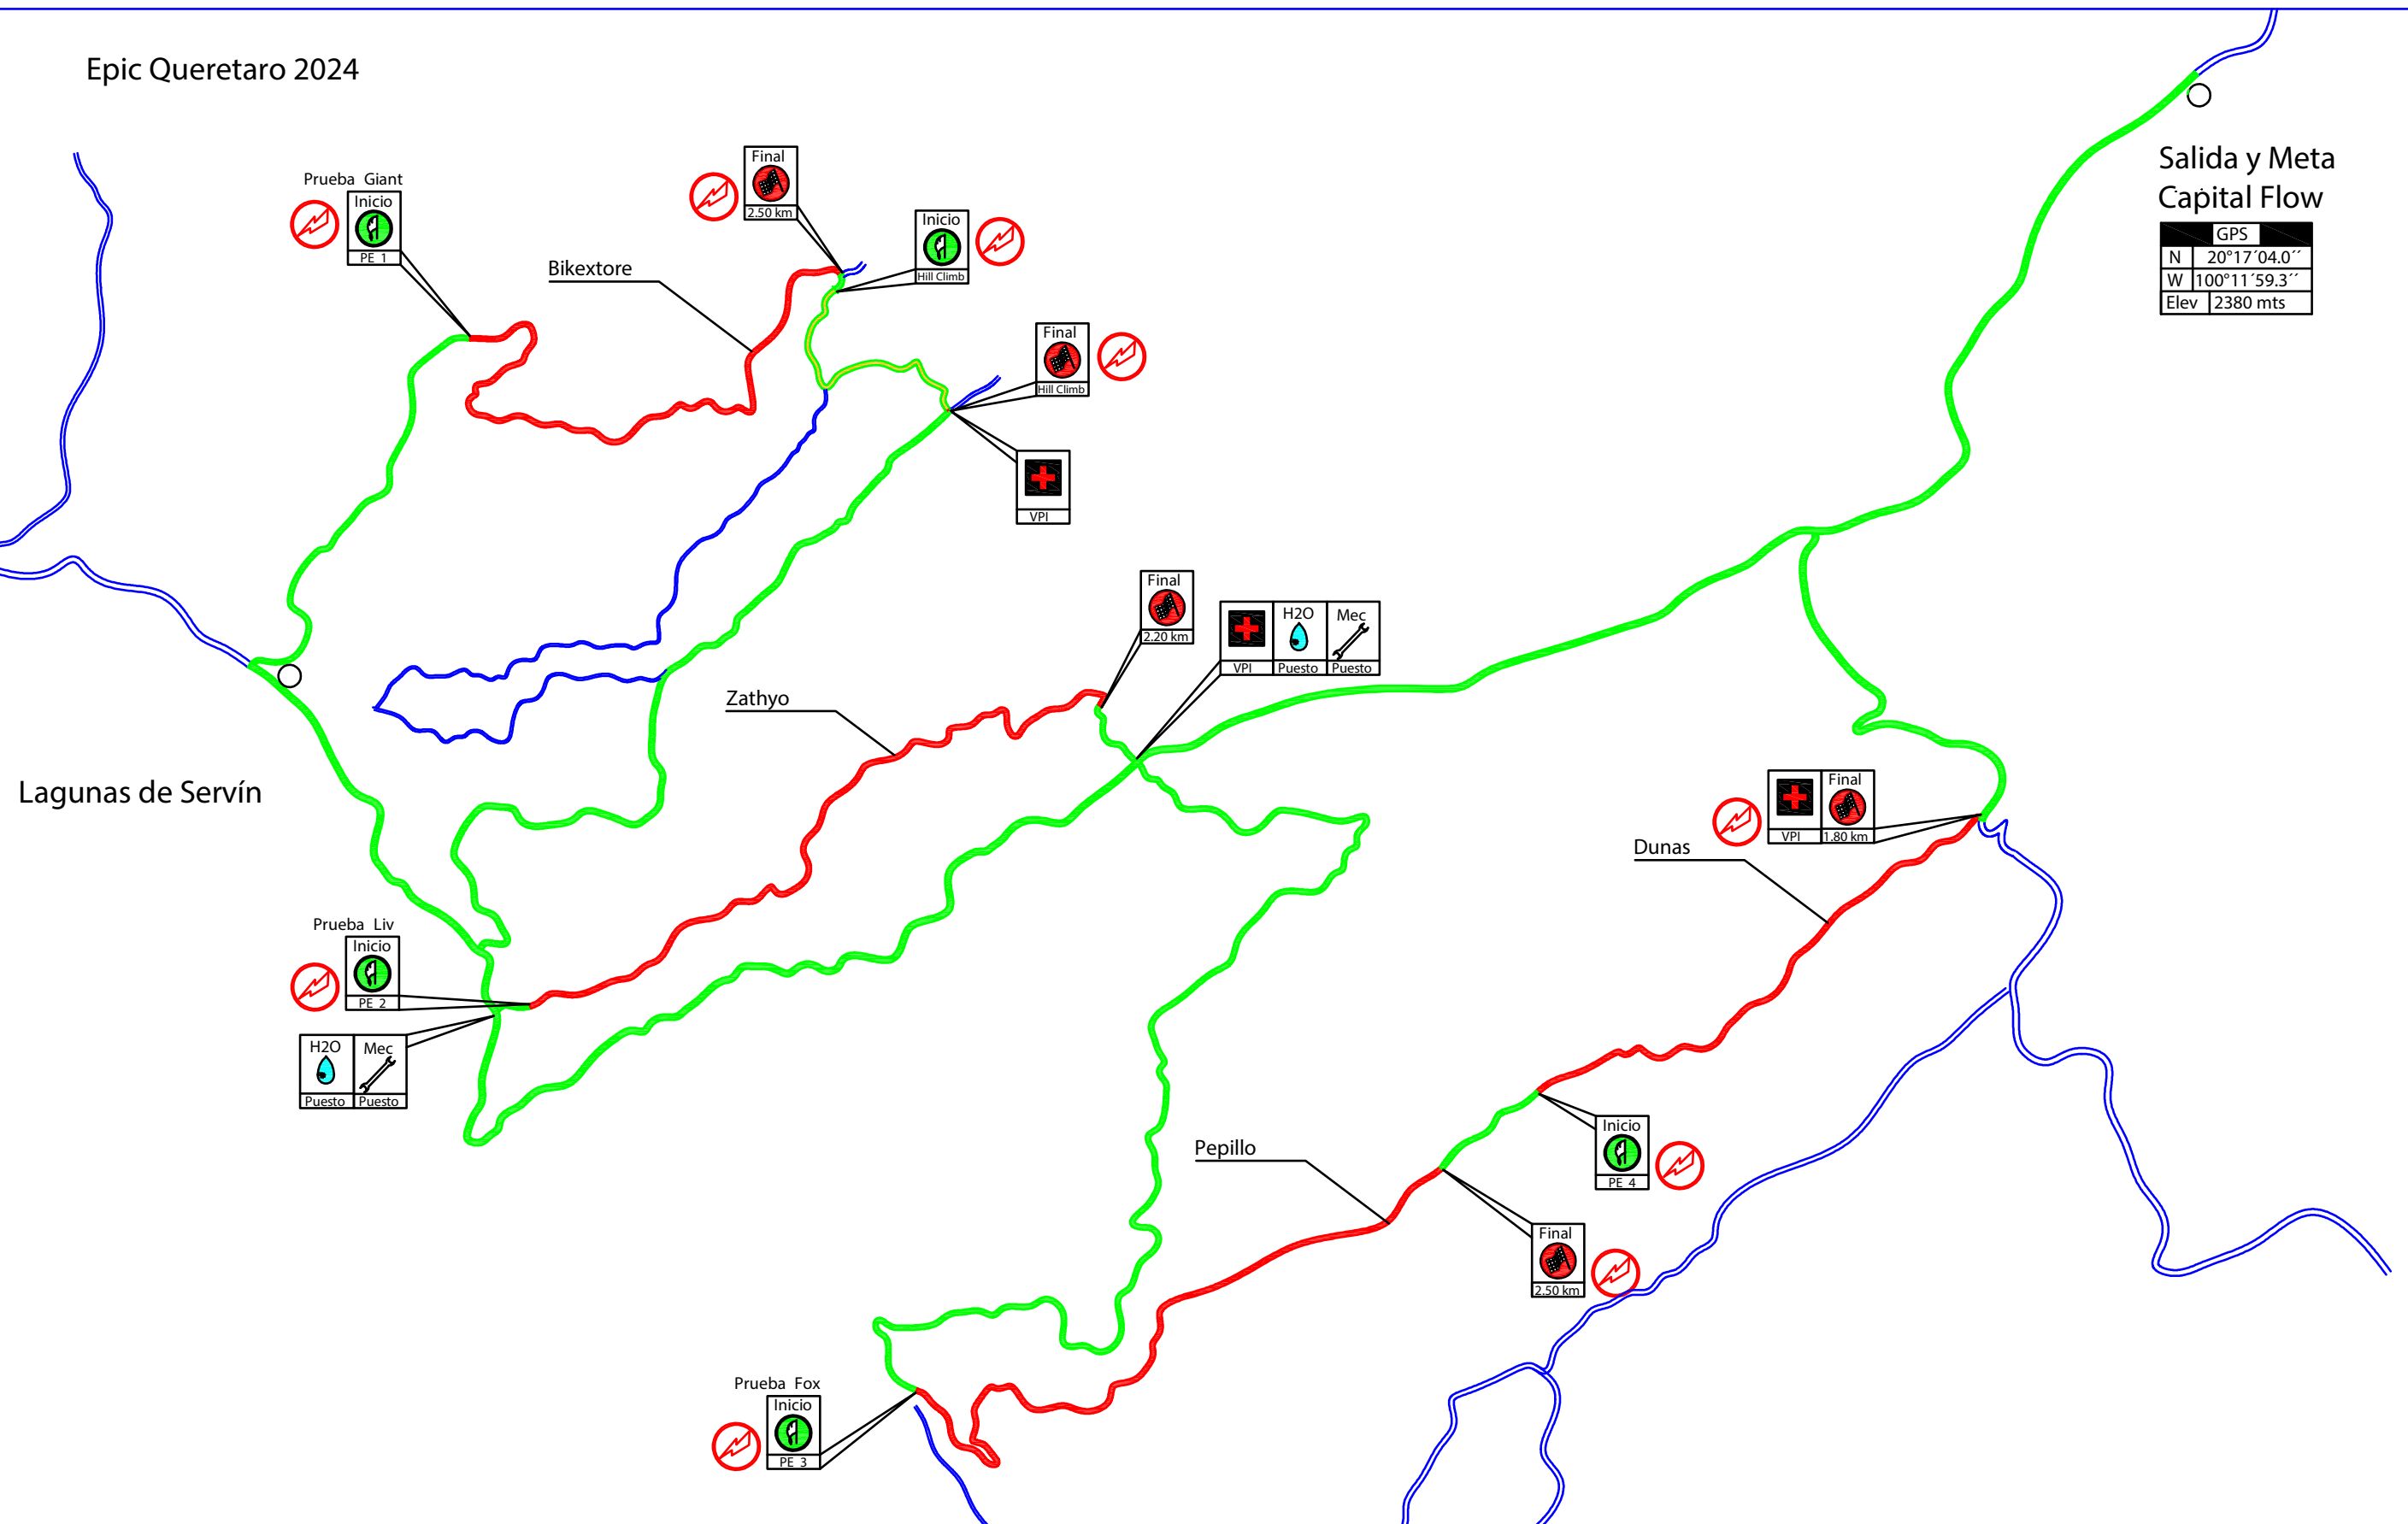 Epic Queretaro 2024
Salida y Meta
Capital Flow
GPS
N 20°17´04.0´´
W 100°11´59.3´´
Elev 2380 mts
Prueba Giant
Inicio
PE 1
Bikextore
Final
2.50 km
Inicio
Hill Climb
Final
Hill Climb
VPI
Final
2.20 km
VPI
H2O
Puesto
Mec
Puesto
Zathyo
Lagunas de Servín
VPI
Final
1.80 km
Dunas
Prueba Liv
Inicio
PE 2
H2O
Puesto
Mec
Puesto
Pepillo
Inicio
PE 4
Final
2.50 km
Prueba Fox
Inicio
PE 3